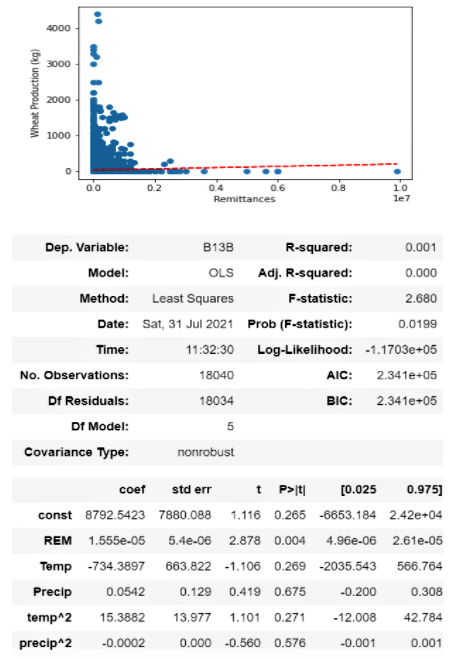 4000
3000
2000
1000
0
Wheat Production (kg)
0.0 0.2 0.4 0.6 0.8 1.0
Remittances 1e7
Dep. Variable: B13B R-squared: 0.001
Model: OLS Adj. R-squared: 0.000
Method: Least Squares F-statistic: 2.680
Date: Sat, 31 Jul 2021 Prob (F-statistic): 0.0199
Time: 11:32:30 Log-Likelihood: -1.1703e+05
No. Observations: 18040 AIC: 2.341e+05
Df Residuals: 18034 BIC: 2.341e+05
Df Model: 5
Covariance Type: nonrobust
coef std err t P>|t| [0.025 0.975]
const 8792.5423 7880.088 1.116 0.265 -6653.184 2.42e+04
REM 1.555e-05 5.4e-06 2.878 0.004 4.96e-06 2.61e-05
Temp -734.3897 663.822 -1.106 0.269 -2035.543 566.764
Precip 0.0542 0.129 0.419 0.675 -0.200 0.308
temp^2 15.3882 13.977 1.101 0.271 -12.008 42.784
precip^2 -0.0002 0.000 -0.560 0.576 -0.001 0.001